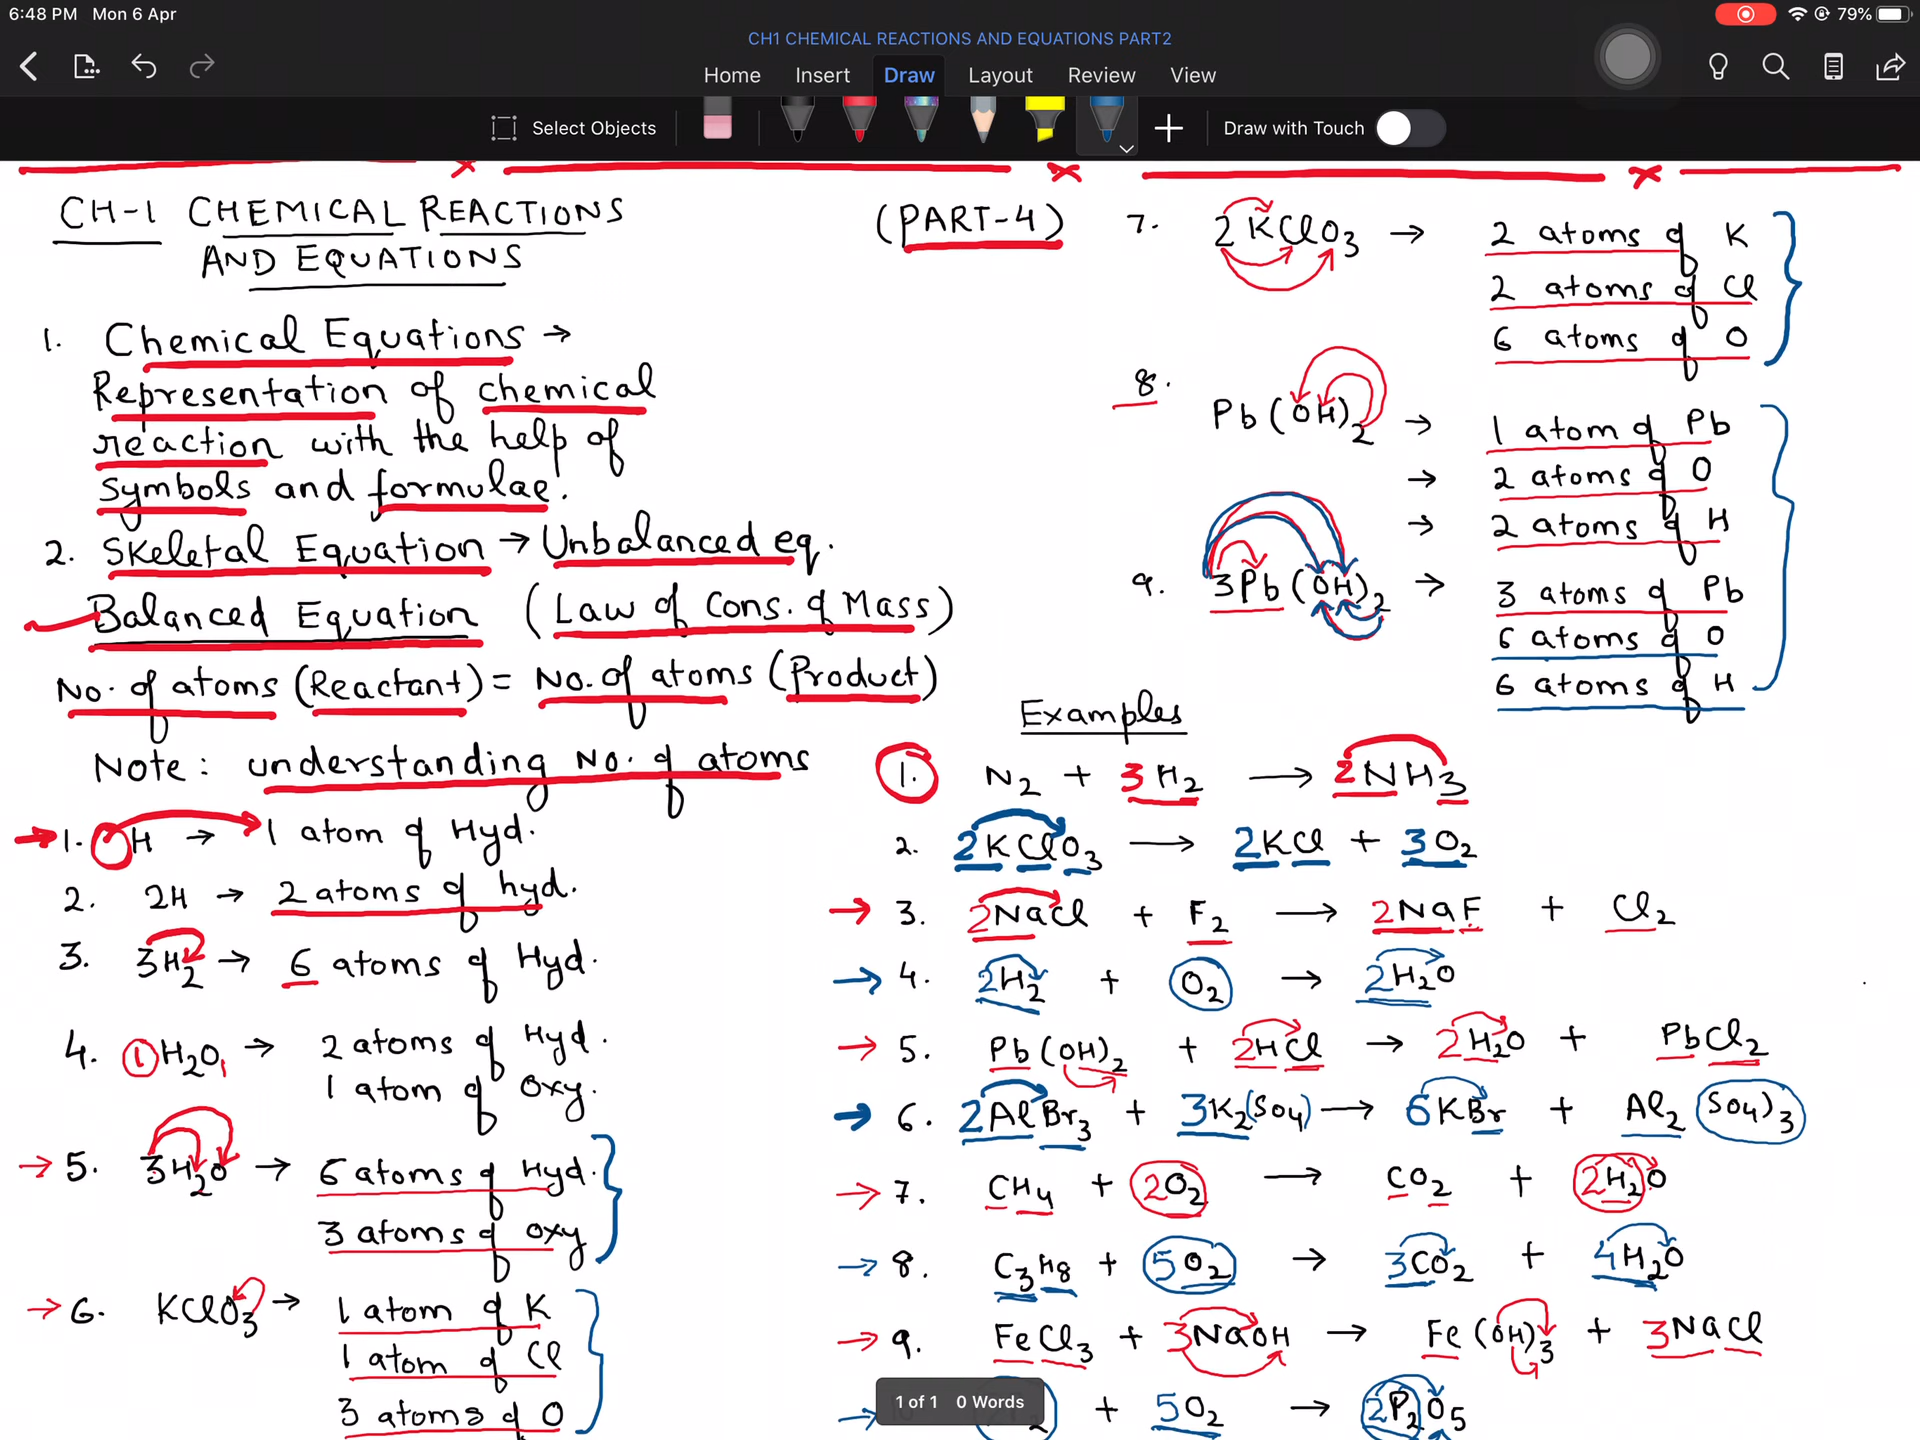 6:48 PM Mon 6 Apr
79%
CH1 CHEMICAL REACTIONS AND EQUATIONS PART2
Home Insert Draw Layout Review View
Select Objects
Draw with Touch
CH-1 CHEMICAL REACTIONS
AND EQUATIONS
(PART-4)
1. Chemical Equations →
Representation of chemical
reaction with the help of
symbols and formulae.
2. Skeletal Equation → Unbalanced eq.
Balanced Equation (Law of Cons. of Mass)
No. of atoms (Reactant) = No. of atoms (Product)
Note: understanding No. of atoms
→ 1. H → 1 atom of Hyd.
2. 2H → 2 atoms of hyd.
3. 3H₂ → 6 atoms of Hyd.
4. 1H₂O₁ → 2 atoms of Hyd.
1 atom of Oxy.
→ 5. 3H₂O → 6 atoms of Hyd.
3 atoms of oxy
→ 6. KClO₃ → 1 atom of K
1 atom of Cl
3 atoms of O
7. 2KClO₃ → 2 atoms of K
2 atoms of Cl
6 atoms of O
8. Pb(OH)₂ → 1 atom of Pb
→ 2 atoms of O
→ 2 atoms of H
9. 3Pb(OH)₂ → 3 atoms of Pb
6 atoms of O
6 atoms of H
Examples
1. N₂ + 3H₂ → 2NH₃
2. 2KClO₃ → 2KCl + 3O₂
→ 3. 2NaCl + F₂ → 2NaF + Cl₂
→ 4. 2H₂ + O₂ → 2H₂O
→ 5. Pb(OH)₂ + 2HCl → 2H₂O + PbCl₂
→ 6. 2AlBr₃ + 3K₂(SO₄) → 6KBr + Al₂(SO₄)₃
→ 7. CH₄ + 2O₂ → CO₂ + 2H₂O
→ 8. C₃H₈ + 5O₂ → 3CO₂ + 4H₂O
→ 9. FeCl₃ + 3NaOH → Fe(OH)₃ + 3NaCl
→ + 5O₂ → 2P₂O₅
1 of 1 0 Words